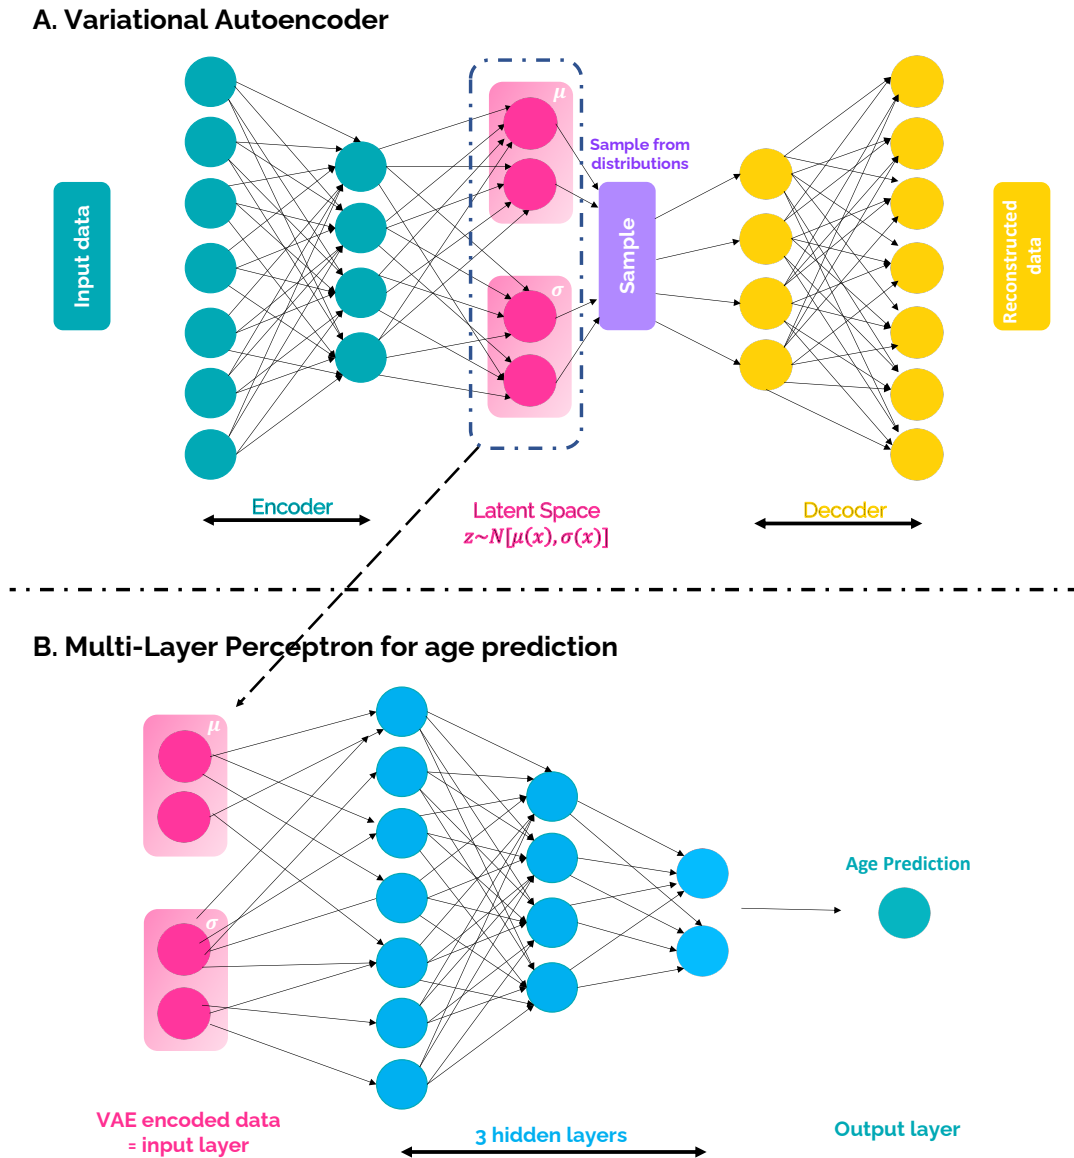 A. Variational Autoencoder
μ
Sample from
distributions
Input data
Sample
Reconstructed
data
σ
Encoder
Latent Space
z~N[μ(x),σ(x)]
Decoder
B. Multi-Layer Perceptron for age prediction
μ
Age Prediction
σ
VAE encoded data
= input layer
3 hidden layers
Output layer